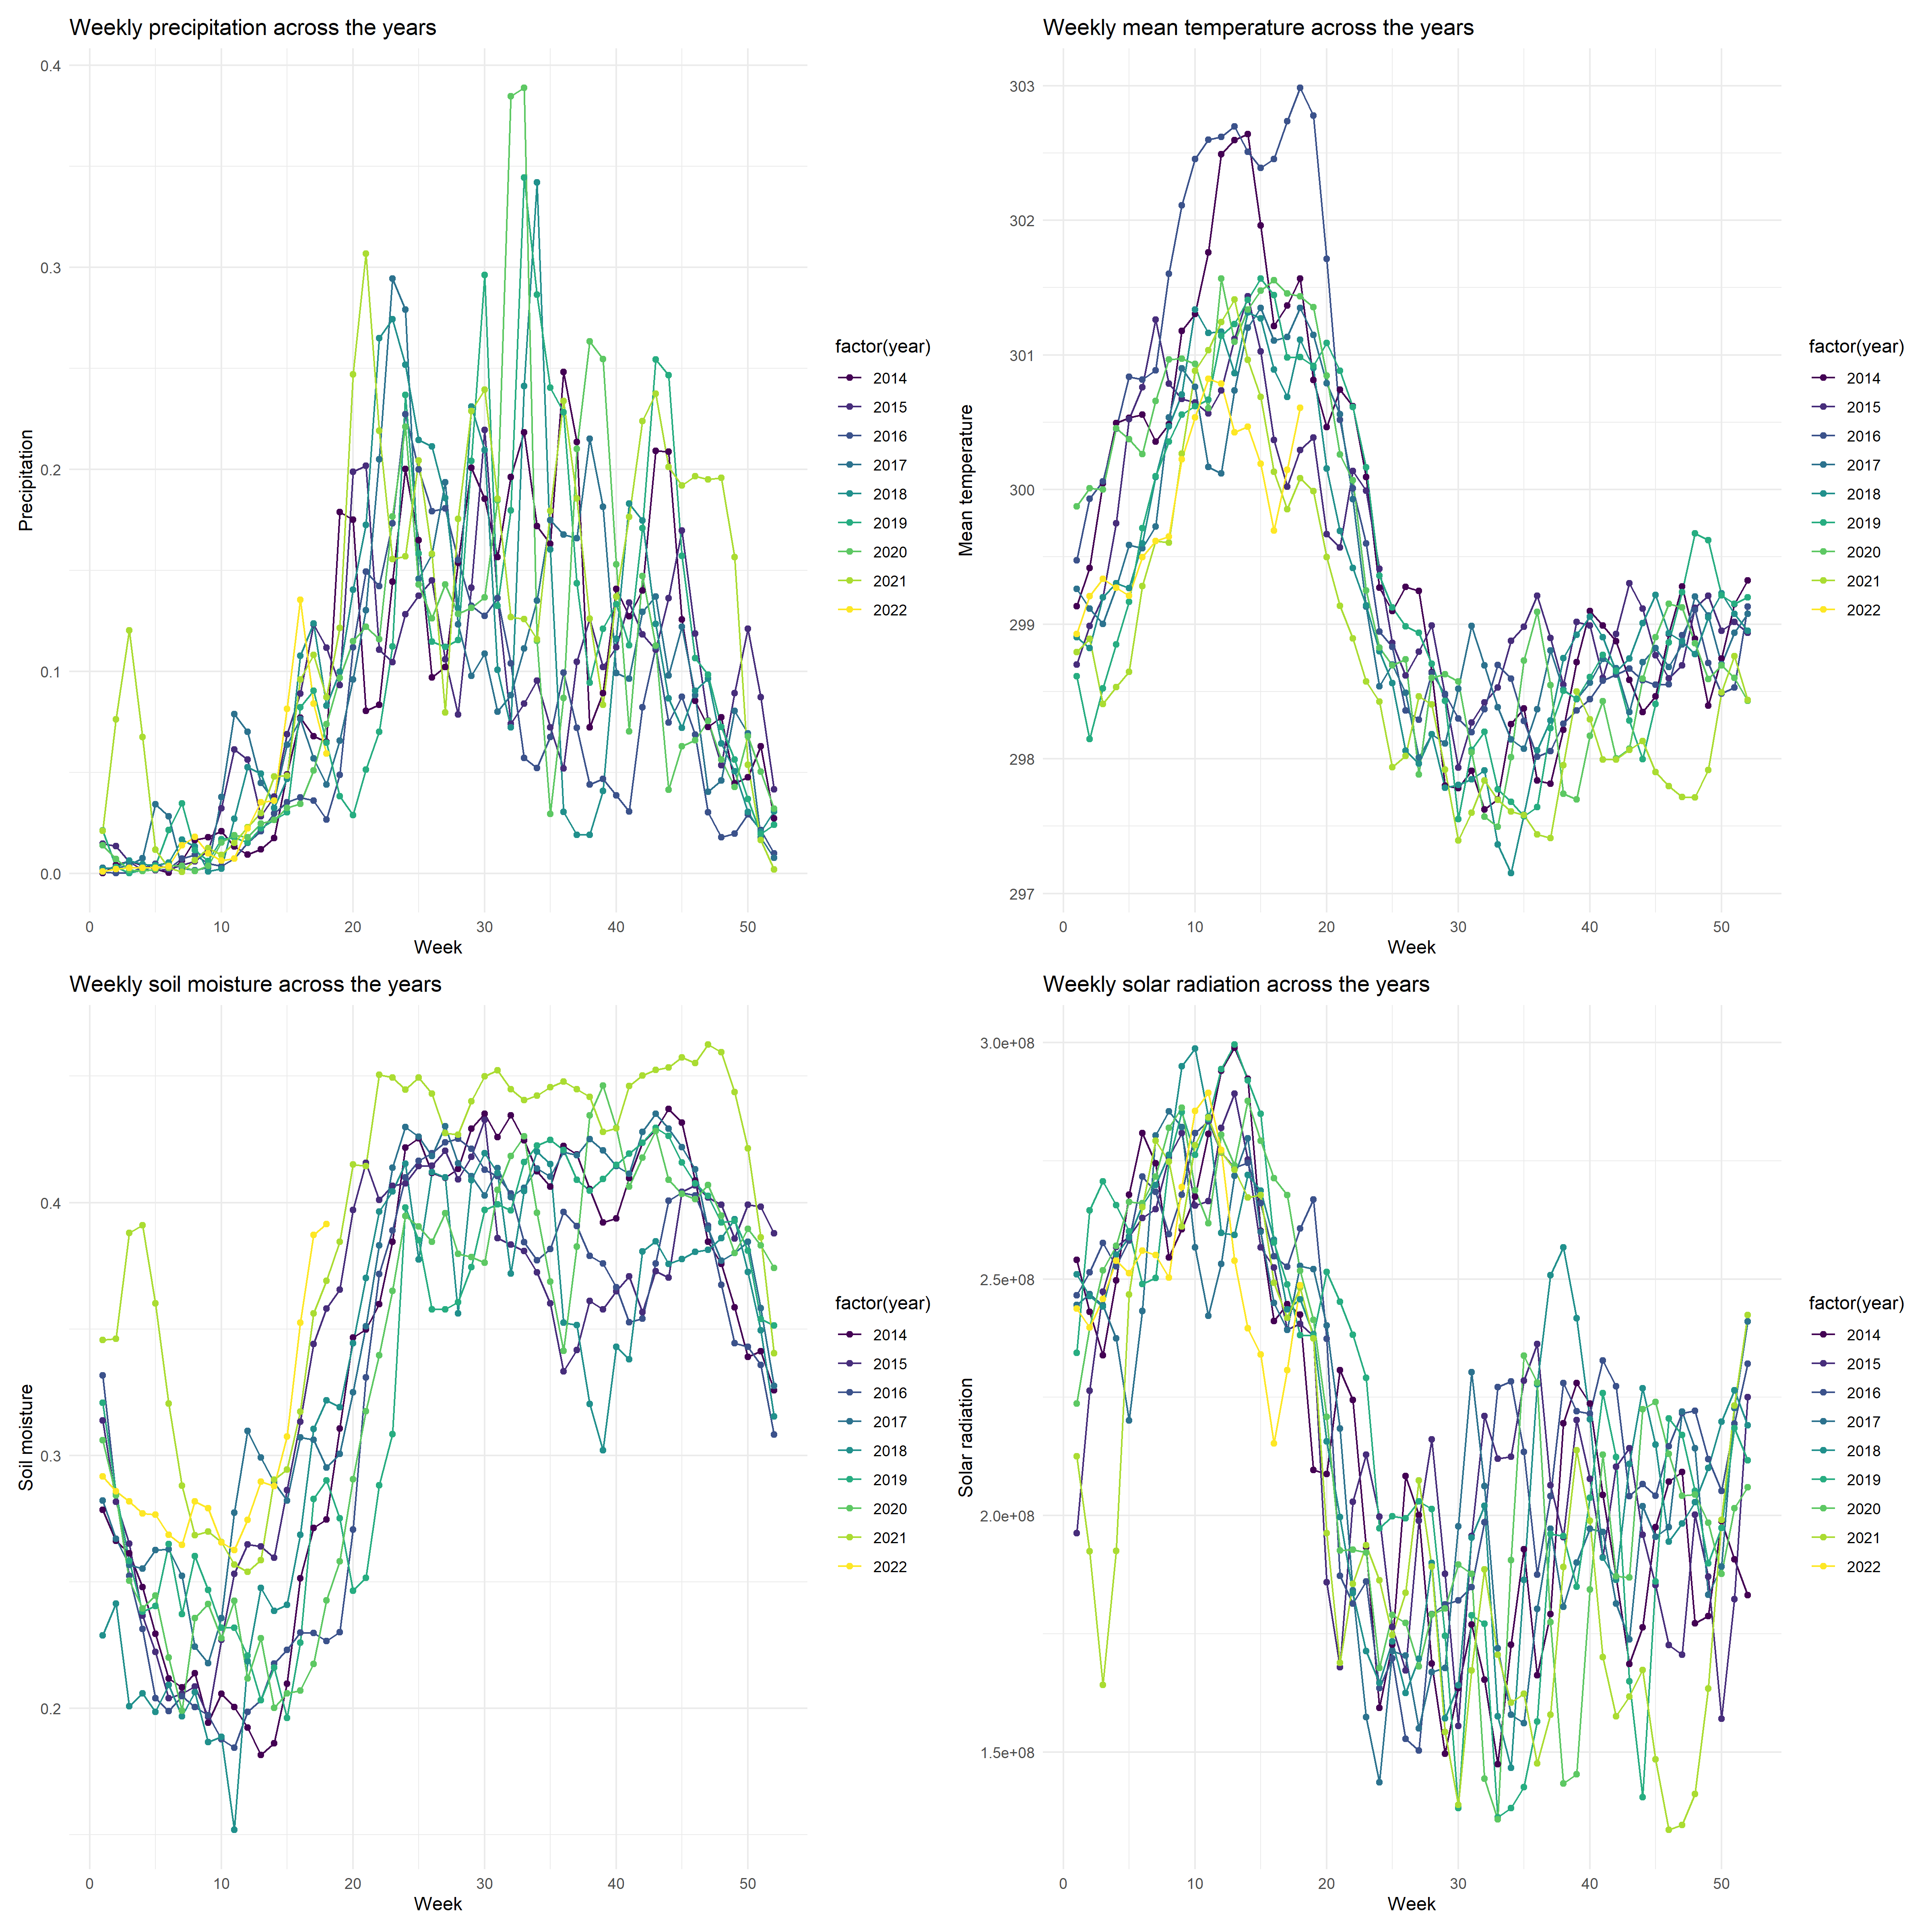 Weekly precipitation across the years
0.4
0.3
0.2
0.1
0.0
Precipitation
0 10 20 30 40 50
Week
factor(year)
2014
2015
2016
2017
2018
2019
2020
2021
2022
Weekly mean temperature across the years
303
302
301
300
299
298
297
Mean temperature
0 10 20 30 40 50
Week
factor(year)
2014
2015
2016
2017
2018
2019
2020
2021
2022
Weekly soil moisture across the years
0.4
0.3
0.2
Soil moisture
0 10 20 30 40 50
Week
factor(year)
2014
2015
2016
2017
2018
2019
2020
2021
2022
Weekly solar radiation across the years
3.0e+08
2.5e+08
2.0e+08
1.5e+08
Solar radiation
0 10 20 30 40 50
Week
factor(year)
2014
2015
2016
2017
2018
2019
2020
2021
2022